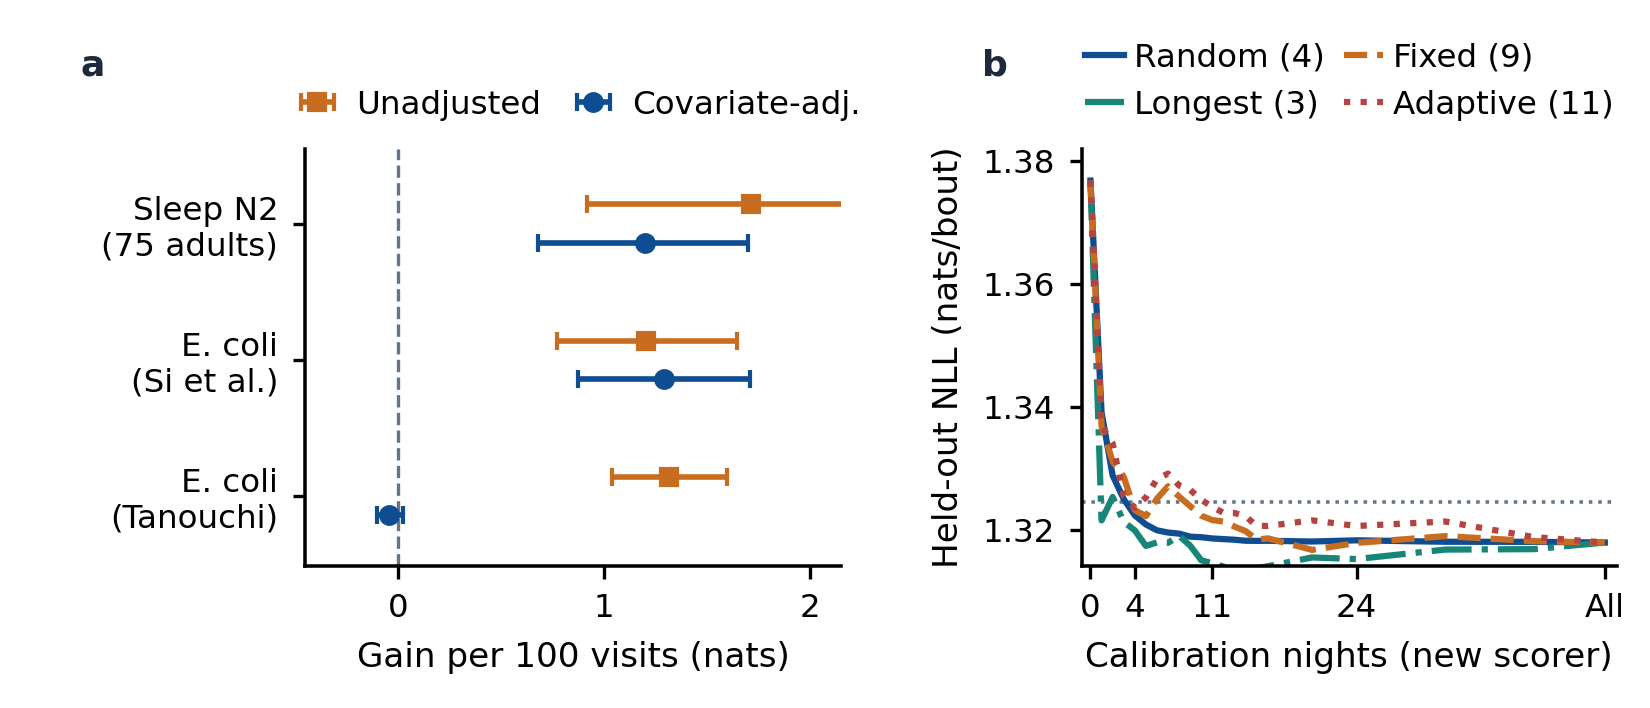 a
Unadjusted
Covariate-adj.
Sleep N2
(75 adults)
E. coli
(Si et al.)
E. coli
(Tanouchi)
0
1
2
Gain per 100 visits (nats)
b
Random (4)
Fixed (9)
Longest (3)
Adaptive (11)
Held-out NLL (nats/bout)
1.38
1.36
1.34
1.32
0
4
11
24
All
Calibration nights (new scorer)